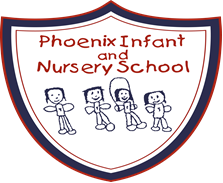 Phoenix Infant
and
Nursery School